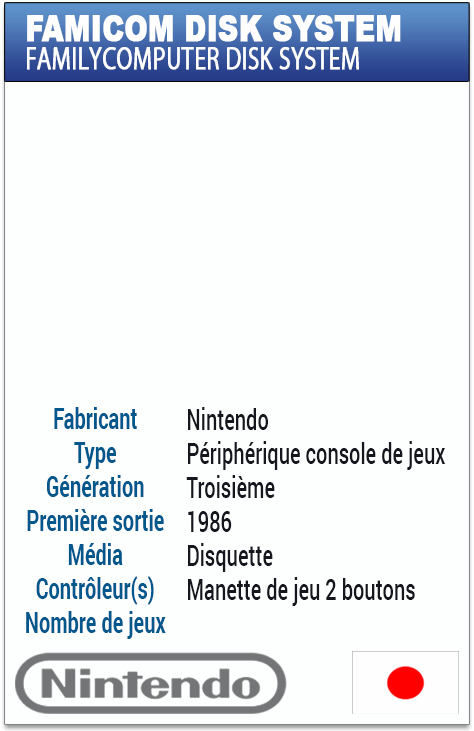 FAMICOM DISK SYSTEM
FAMILYCOMPUTER DISK SYSTEM
Fabricant Nintendo
Type Périphérique console de jeux
Génération Troisième
Première sortie 1986
Média Disquette
Contrôleur(s) Manette de jeu 2 boutons
Nombre de jeux
Nintendo